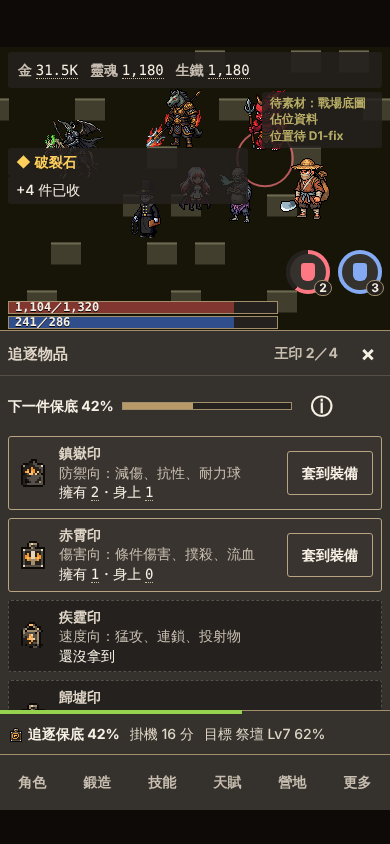 金 31.5K 靈魂 1,180 生鐵 1,180
待素材：戰場底圖
佔位資料
位置待 D1-fix
◆ 破裂石
+4 件已收
2
3
1,104／1,320
241／286
追逐物品
王印 2／4
×
下一件保底 42%
ⓘ
鎮嶽印
防禦向：減傷、抗性、耐力球
擁有 2・身上 1
套到裝備
赤霄印
傷害向：條件傷害、撲殺、流血
擁有 1・身上 0
套到裝備
疾霆印
速度向：猛攻、連鎖、投射物
還沒拿到
歸墟印
追逐保底 42% 掛機 16 分 目標 祭壇 Lv7 62%
角色 鍛造 技能 天賦 營地 更多